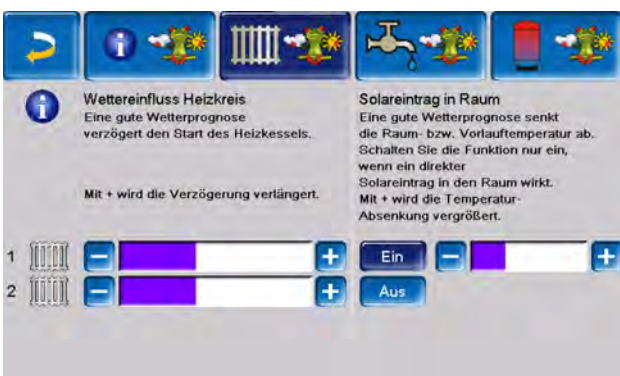 Wettereinfluss Heizkreis
Eine gute Wetterprognose
verzögert den Start des Heizkessels.
Mit + wird die Verzögerung verlängert.
Solareintrag in Raum
Eine gute Wetterprognose senkt
die Raum- bzw. Vorlauftemperatur ab.
Schalten Sie die Funktion nur ein,
wenn ein direkter
Solareintrag in den Raum wirkt.
Mit + wird die Temperatur-
Absenkung vergrößert.
1 Ein
2 Aus